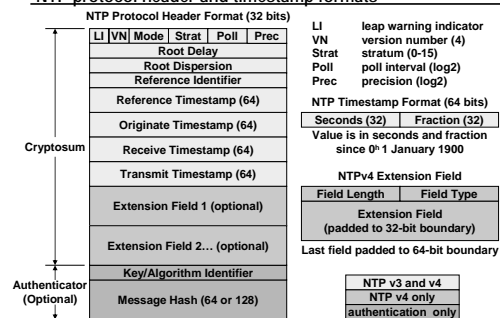 NTP protocol header and timestamp formats
NTP Protocol Header Format (32 bits)
LI VN Mode Strat Poll Prec
Root Delay
Root Dispersion
Reference Identifier
Reference Timestamp (64)
Originate Timestamp (64)
Receive Timestamp (64)
Transmit Timestamp (64)
Extension Field 1 (optional)
Extension Field 2… (optional)
Key/Algorithm Identifier
Message Hash (64 or 128)
Cryptosum
Authenticator
(Optional)
LI leap warning indicator
VN version number (4)
Strat stratum (0-15)
Poll poll interval (log2)
Prec precision (log2)
NTP Timestamp Format (64 bits)
Seconds (32) Fraction (32)
Value is in seconds and fraction
since 0h 1 January 1900
NTPv4 Extension Field
Field Length Field Type
Extension Field
(padded to 32-bit boundary)
Last field padded to 64-bit boundary
NTP v3 and v4
NTP v4 only
authentication only